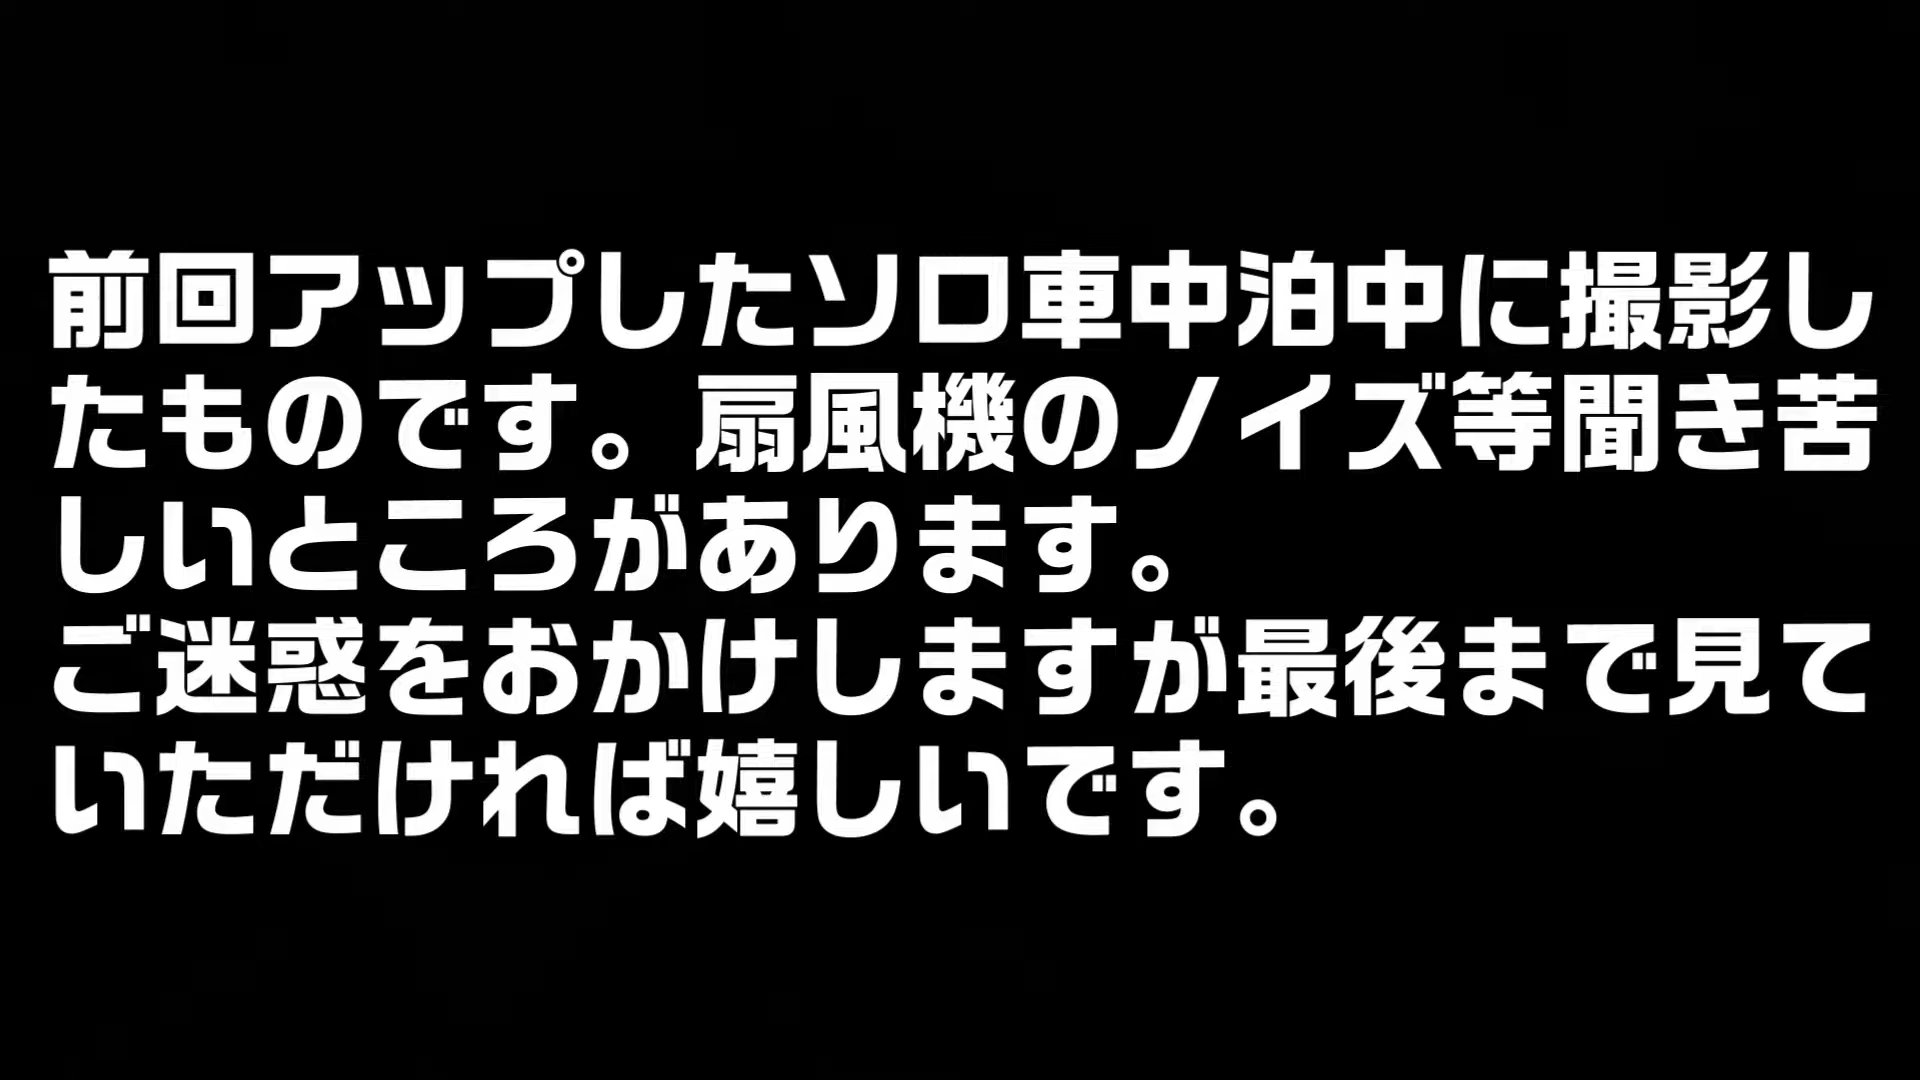 前回アップしたソロ車中泊中に撮影し
たものです。扇風機のノイズ等聞き苦
しいところがあります。
ご迷惑をおかけしますが最後まで見て
いただければ嬉しいです。